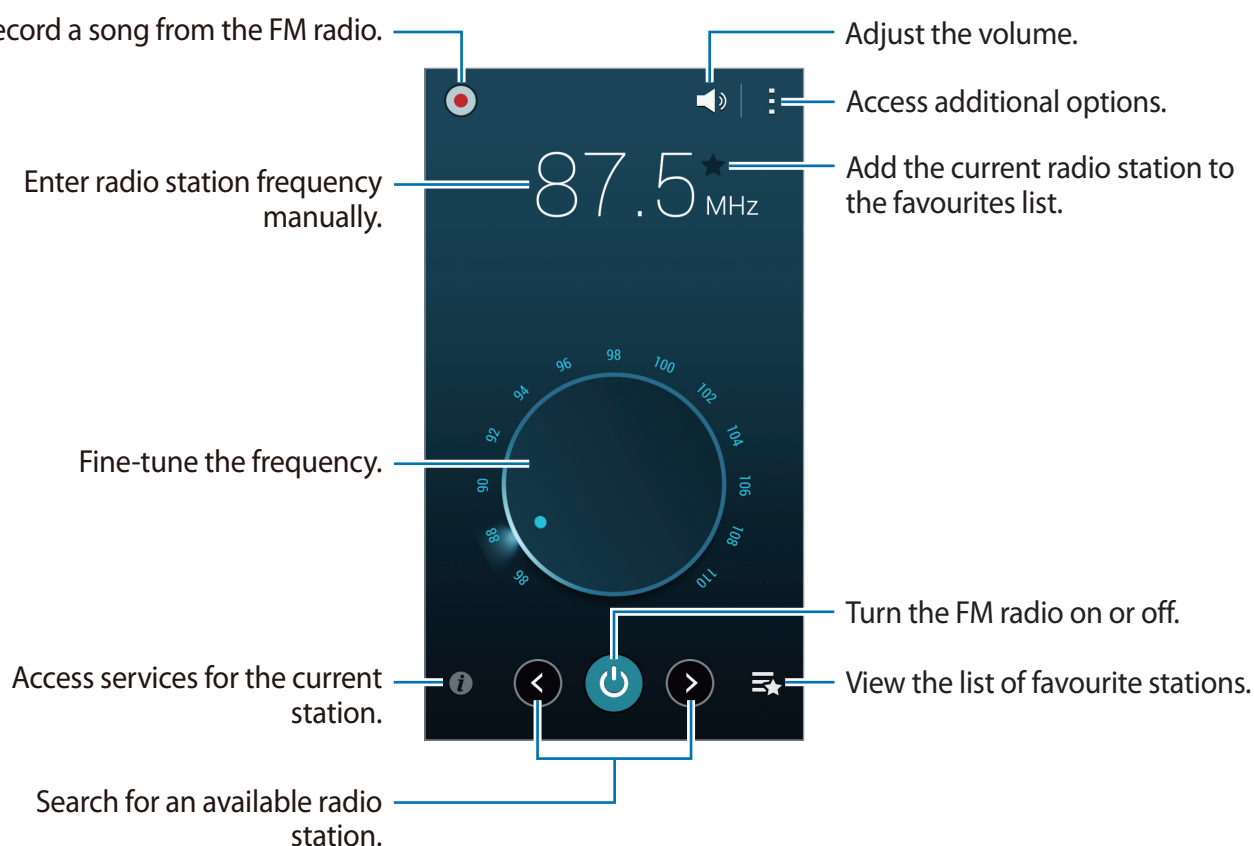 ecord a song from the FM radio.
Adjust the volume.
Access additional options.
Enter radio station frequency
manually.
87.5 MHz
Add the current radio station to
the favourites list.
86
88
90
92
94
96
98
100
102
104
106
108
110
Fine-tune the frequency.
Turn the FM radio on or off.
Access services for the current
station.
i
View the list of favourite stations.
Search for an available radio
station.